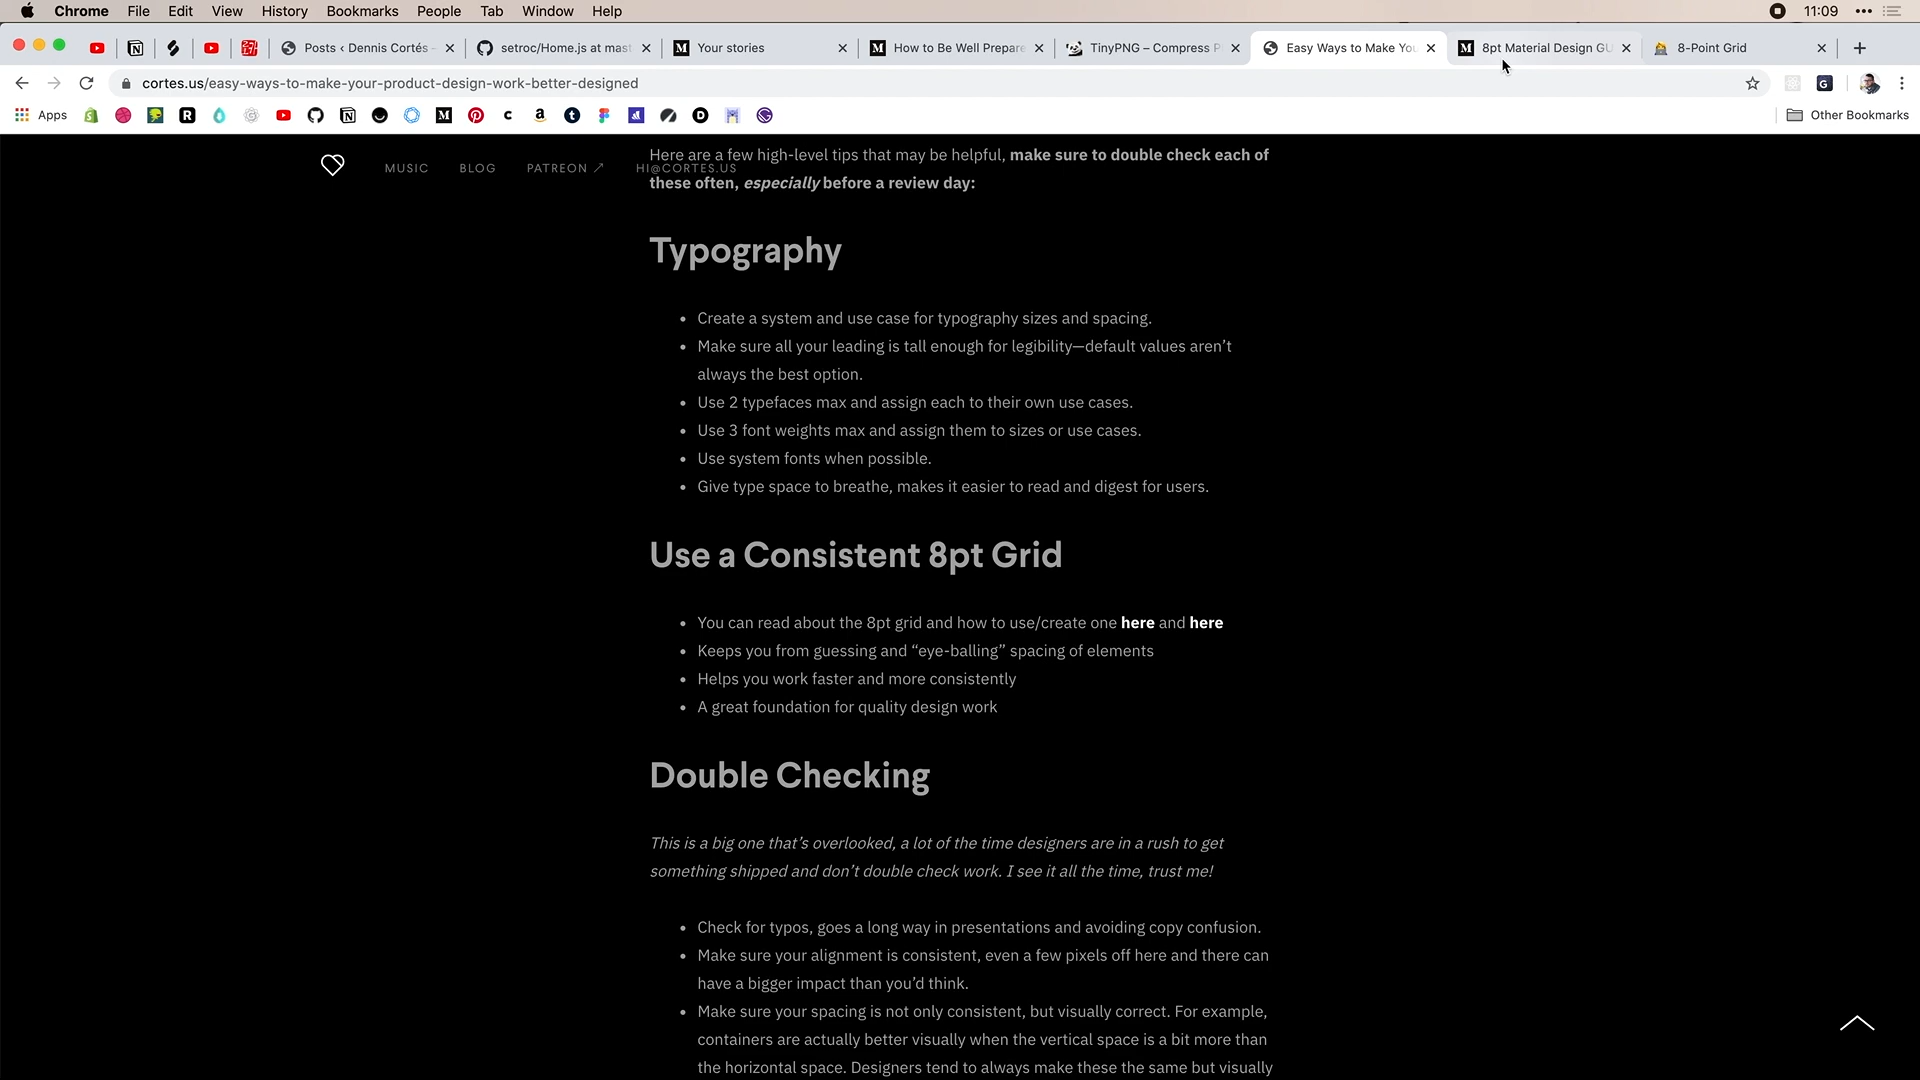 Chrome File Edit View History Bookmarks People Tab Window Help 11:09
Posts ‹ Dennis Cortés - setroc/Home.js at mast Your stories How to Be Well Prepare TinyPNG – Compress P Easy Ways to Make You 8pt Material Design GU 8-Point Grid
cortes.us/easy-ways-to-make-your-product-design-work-better-designed
Apps Other Bookmarks
Here are a few high-level tips that may be helpful, make sure to double check each of
MUSIC BLOG PATREON ↗ HI@CORTES.US
these often, especially before a review day:
Typography
• Create a system and use case for typography sizes and spacing.
• Make sure all your leading is tall enough for legibility—default values aren’t
always the best option.
• Use 2 typefaces max and assign each to their own use cases.
• Use 3 font weights max and assign them to sizes or use cases.
• Use system fonts when possible.
• Give type space to breathe, makes it easier to read and digest for users.
Use a Consistent 8pt Grid
• You can read about the 8pt grid and how to use/create one here and here
• Keeps you from guessing and “eye-balling” spacing of elements
• Helps you work faster and more consistently
• A great foundation for quality design work
Double Checking
This is a big one that’s overlooked, a lot of the time designers are in a rush to get
something shipped and don’t double check work. I see it all the time, trust me!
• Check for typos, goes a long way in presentations and avoiding copy confusion.
• Make sure your alignment is consistent, even a few pixels off here and there can
have a bigger impact than you’d think.
• Make sure your spacing is not only consistent, but visually correct. For example,
containers are actually better visually when the vertical space is a bit more than
the horizontal space. Designers tend to always make these the same but visually